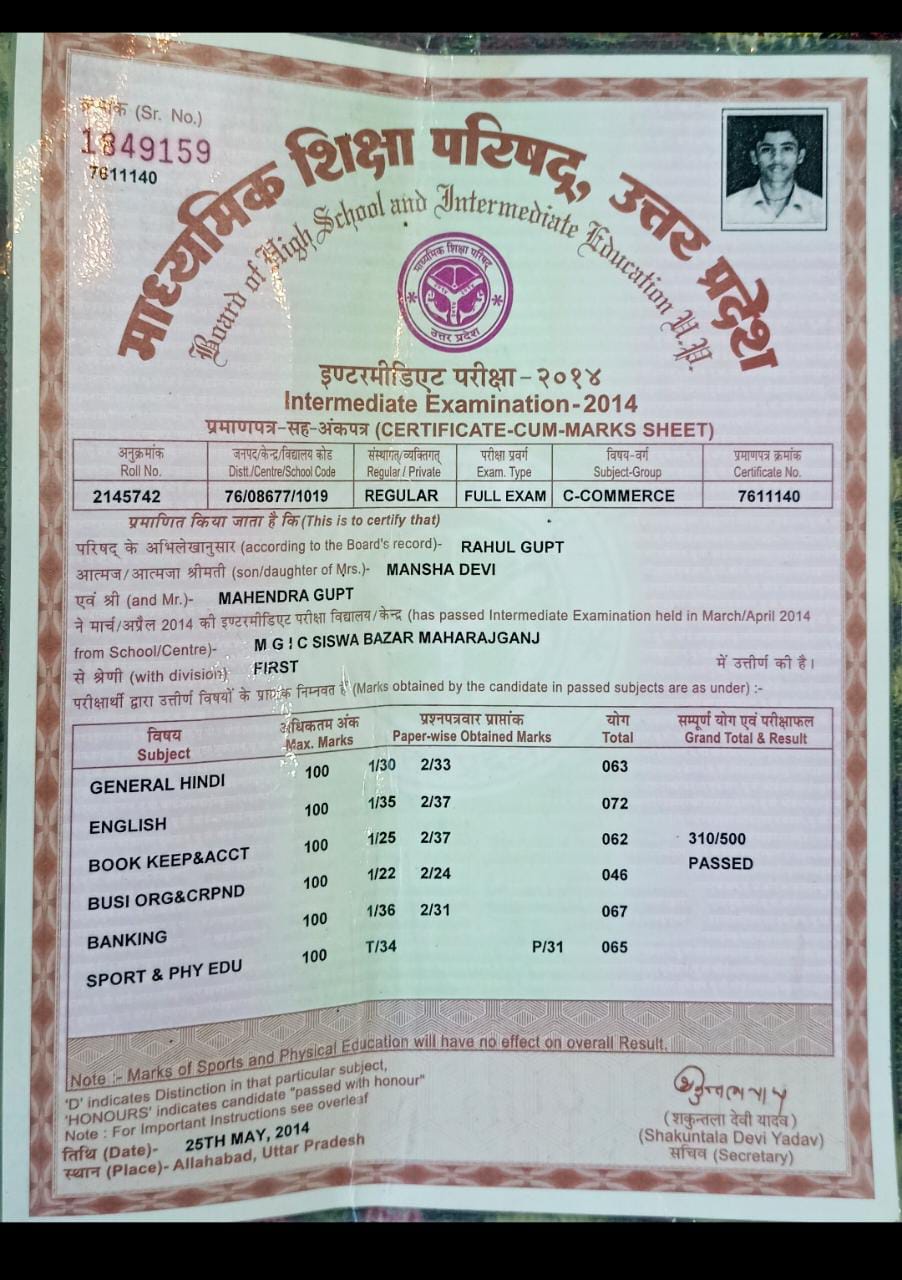 क्रमांक (Sr. No.)
1849159
7611140
माध्यमिक शिक्षा परिषद्, उत्तर प्रदेश
Board of High School and Intermediate Education U.P.
माध्यमिक शिक्षा परिषद्
उत्तर प्रदेश
इण्टरमीडिएट परीक्षा-२०१४
Intermediate Examination-2014
प्रमाणपत्र-सह-अंकपत्र (CERTIFICATE-CUM-MARKS SHEET)
अनुक्रमांक जनपद/केन्द्र/विद्यालय कोड संस्थागत/व्यक्तिगत् परीक्षा प्रवर्ग विषय-वर्ग प्रमाणपत्र क्रमांक
Roll No. Distt./Centre/School Code Regular / Private Exam. Type Subject-Group Certificate No.
2145742 76/08677/1019 REGULAR FULL EXAM C-COMMERCE 7611140
प्रमाणित किया जाता है कि (This is to certify that)
परिषद् के अभिलेखानुसार (according to the Board's record)- RAHUL GUPT
आत्मज/आत्मजा श्रीमती (son/daughter of Mrs.)- MANSHA DEVI
एवं श्री (and Mr.)- MAHENDRA GUPT
ने मार्च/अप्रैल 2014 की इण्टरमीडिएट परीक्षा विद्यालय/केन्द्र (has passed Intermediate Examination held in March/April 2014
from School/Centre)- M G I C SISWA BAZAR MAHARAJGANJ
से श्रेणी (with division) FIRST में उत्तीर्ण की है।
परीक्षार्थी द्वारा उत्तीर्ण विषयों के प्राप्तांक निम्नवत हैं (Marks obtained by the candidate in passed subjects are as under) :-
विषय अधिकतम अंक प्रश्नपत्रवार प्राप्तांक योग सम्पूर्ण योग एवं परीक्षाफल
Subject Max. Marks Paper-wise Obtained Marks Total Grand Total & Result
GENERAL HINDI 100 1/30 2/33 063
ENGLISH 100 1/35 2/37 072
BOOK KEEP&ACCT 100 1/25 2/37 062 310/500
PASSED
BUSI ORG&CRPND 100 1/22 2/24 046
BANKING 100 1/36 2/31 067
SPORT & PHY EDU 100 T/34 P/31 065
Note :- Marks of Sports and Physical Education will have no effect on overall Result.
'D' indicates Distinction in that particular subject,
'HONOURS' indicates candidate "passed with honour"
Note : For Important Instructions see overleaf
तिथि (Date)- 25TH MAY, 2014
स्थान (Place)- Allahabad, Uttar Pradesh
(शकुन्तला देवी यादव)
(Shakuntala Devi Yadav)
सचिव (Secretary)